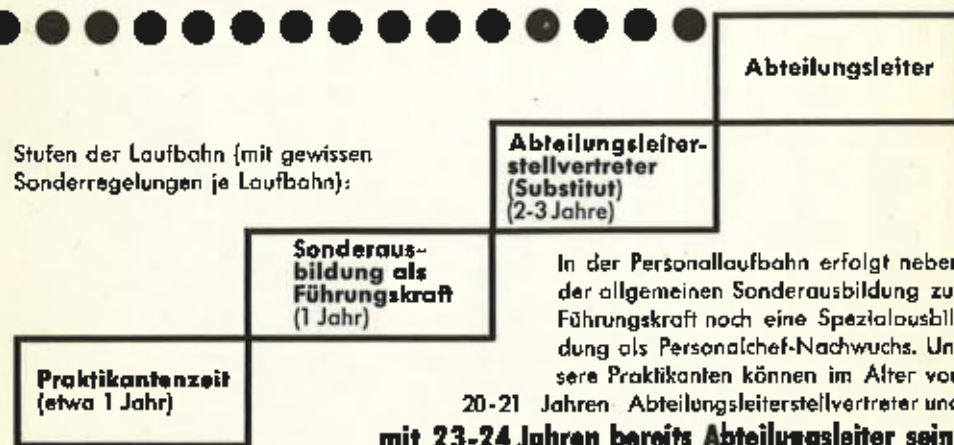 Abteilungsleiter
Stufen der Laufbahn (mit gewissen
Sonderregelungen je Laufbahn):
Abteilungsleiter-
stellvertreter
(Substitut)
(2-3 Jahre)
Sonderaus-
bildung als
Führungskraft
(1 Jahr)
Praktikantenzeit
(etwa 1 Jahr)
In der Personallaufbahn erfolgt neben
der allgemeinen Sonderausbildung zu
Führungskraft noch eine Spezialausbil
dung als Personalchef-Nachwuchs. Un
sere Praktikanten können im Alter von
20-21 Jahren Abteilungsleiterstellvertreter und
mit 23-24 Jahren bereits Abteilungsleiter sein